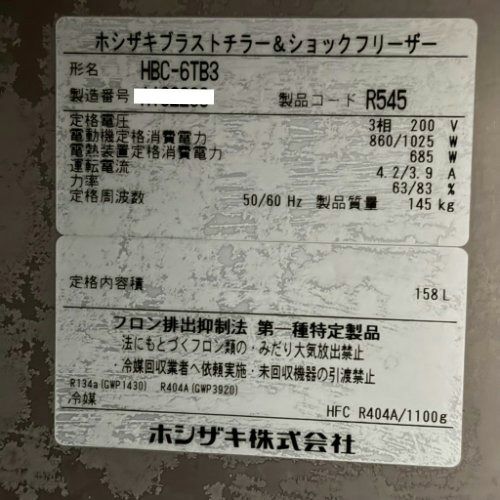 ホシザキブラストチラー&ショックフリーザー
形名 HBC-6TB3
製造番号
製品コード R545
定格電圧 3相 200 V
電動機定格消費電力 860/1025 W
電熱装置定格消費電力 685 W
運転電流 4.2/3.9 A
力率 63/83 %
定格周波数 50/60 Hz 製品質量 145 kg
定格内容積 158 L
フロン排出抑制法 第一種特定製品
・法にもとづくフロン類の・みだり大気放出禁止
・冷媒回収業者へ依頼実施・未回収機器の引渡禁止
R134a(GWP1430) R404A(GWP3920)
冷媒 HFC R404A/1100g
ホシザキ株式会社